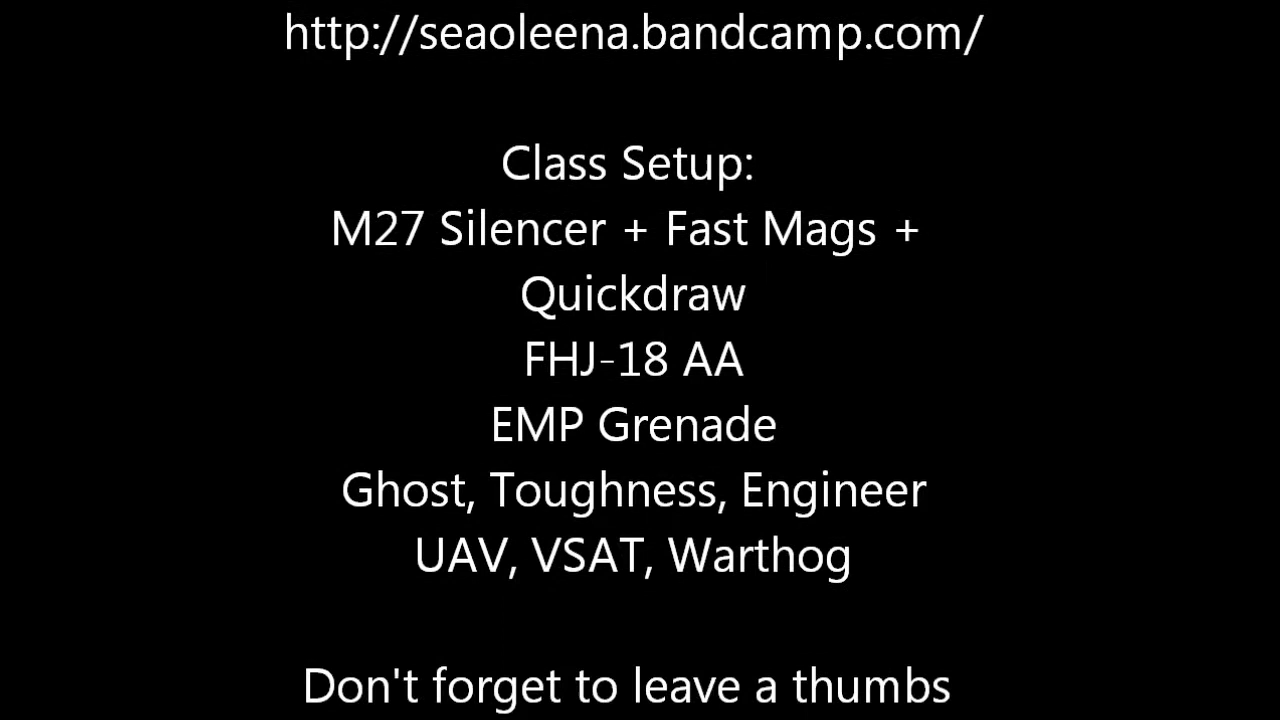 http://seaoleena.bandcamp.com/
Class Setup:
M27 Silencer + Fast Mags +
Quickdraw
FHJ-18 AA
EMP Grenade
Ghost, Toughness, Engineer
UAV, VSAT, Warthog
Don't forget to leave a thumbs